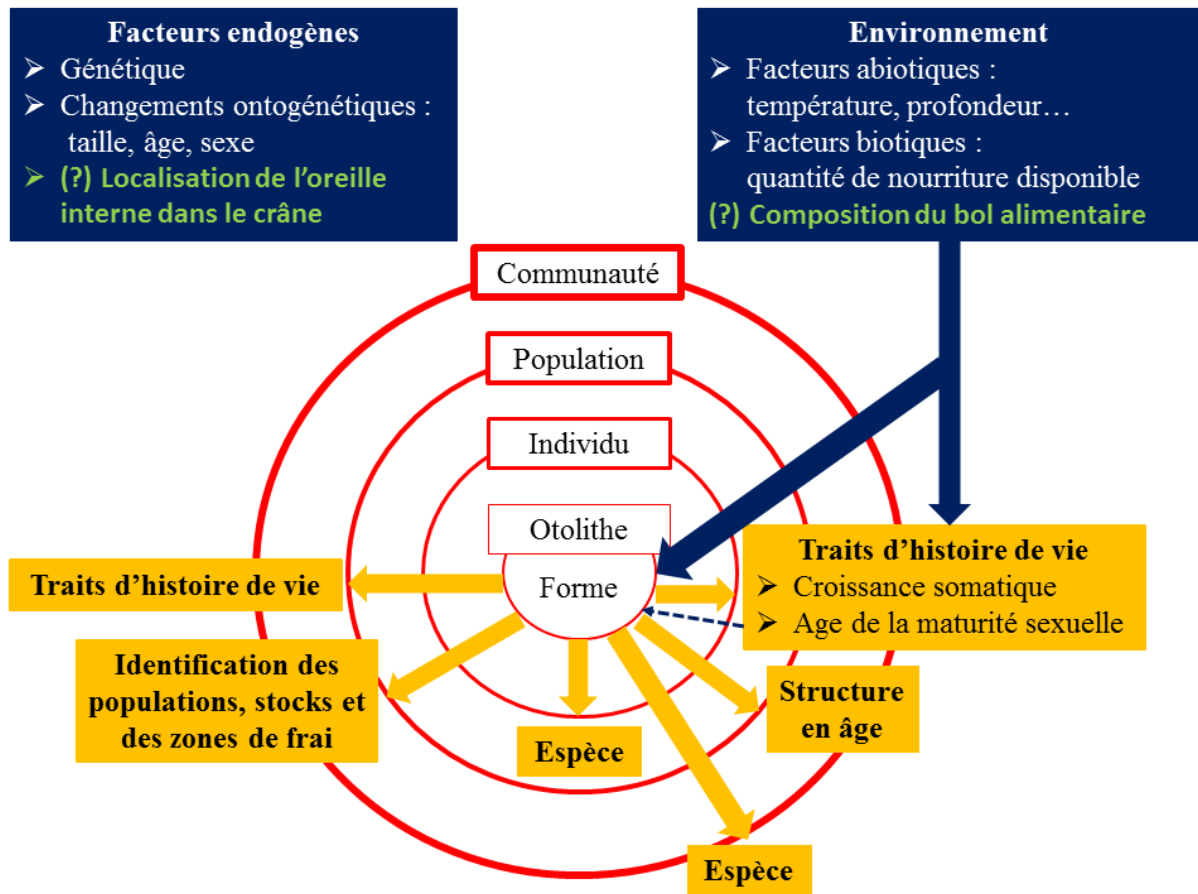 Facteurs endogènes
➢ Génétique
➢ Changements ontogénétiques :
taille, âge, sexe
➢ (?) Localisation de l’oreille
interne dans le crâne
Environnement
➢ Facteurs abiotiques :
température, profondeur…
➢ Facteurs biotiques :
quantité de nourriture disponible
(?) Composition du bol alimentaire
Communauté
Population
Individu
Otolithe
Forme
Traits d’histoire de vie
Identification des
populations, stocks et
des zones de frai
Espèce
Espèce
Structure
en âge
Traits d’histoire de vie
➢ Croissance somatique
➢ Age de la maturité sexuelle